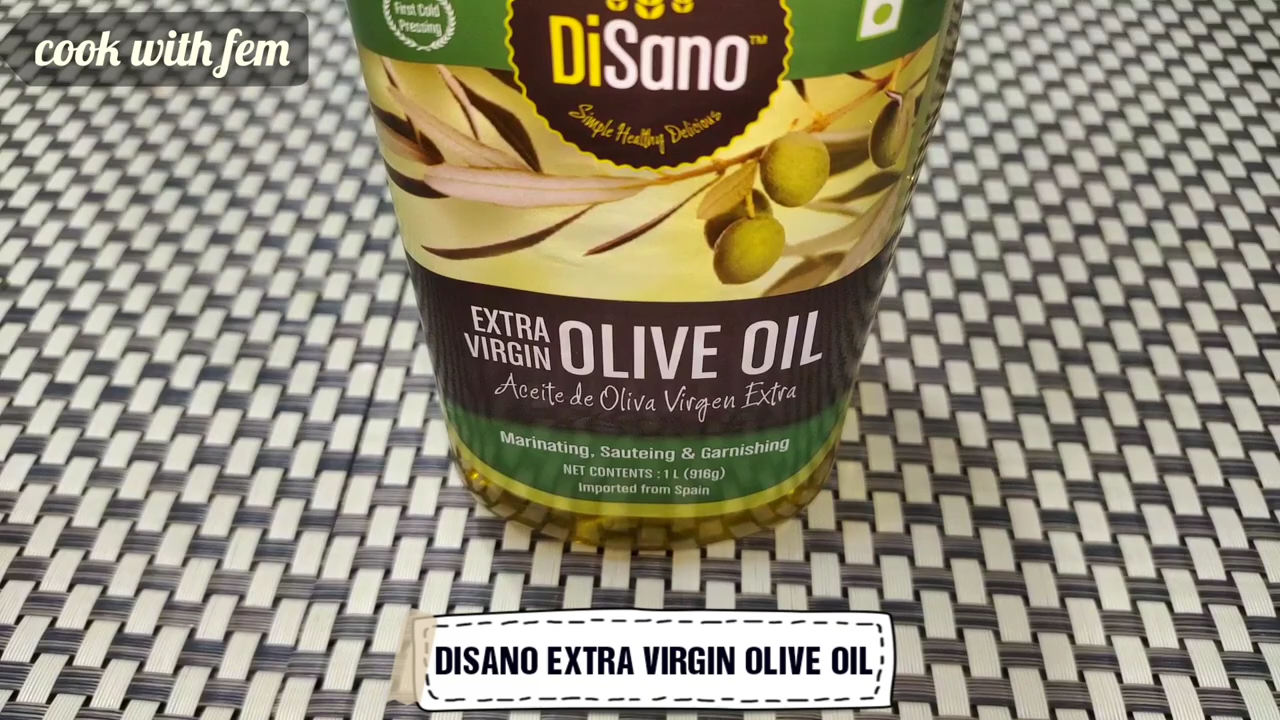 cook with fem
First Cold
Pressing
DiSano™
Simple Healthy Delicious
EXTRA
VIRGIN
OLIVE OIL
Aceite de Oliva Virgen Extra
Marinating, Sauteing & Garnishing
NET CONTENTS : 1 L (916g)
Imported from Spain
DISANO EXTRA VIRGIN OLIVE OIL